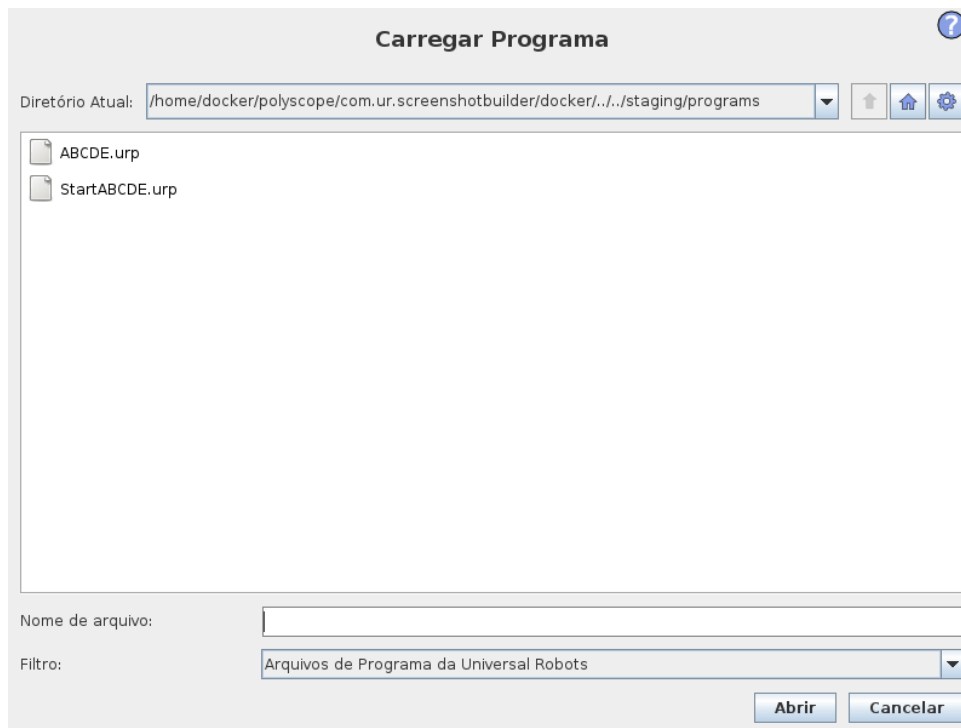 Carregar Programa
?
Diretório Atual: /home/docker/polyscope/com.ur.screenshotbuilder/docker/../../staging/programs
ABCDE.urp
StartABCDE.urp
Nome de arquivo:
Filtro: Arquivos de Programa da Universal Robots
Abrir Cancelar